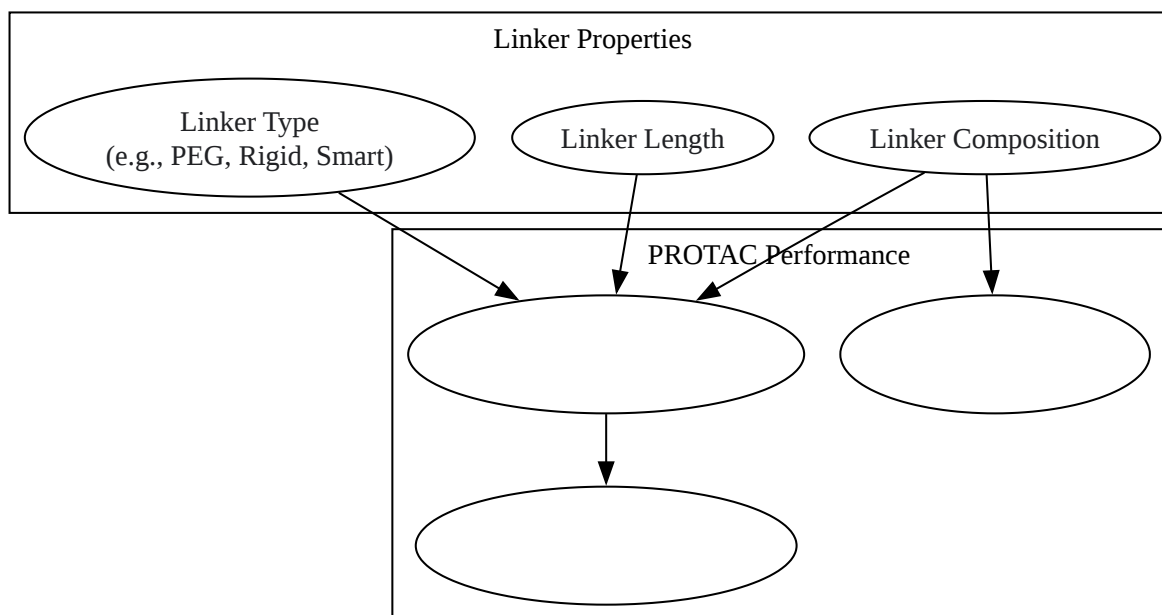 Linker Properties
Linker Type
(e.g., PEG, Rigid, Smart)
Linker Length
Linker Composition
PROTAC Performance